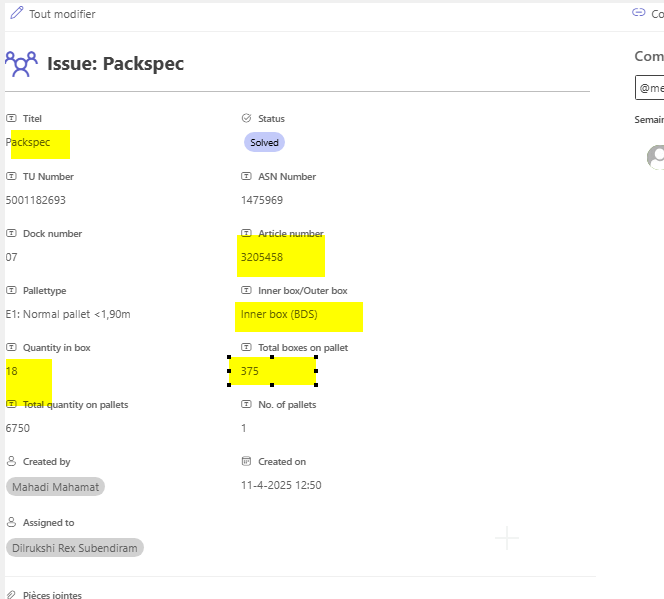 Tout modifier
Co
Issue: Packspec
Com
@me
Semain
Titel
Status
Packspec
Solved
TU Number
ASN Number
5001182693
1475969
Dock number
Article number
07
3205458
Pallettype
Inner box/Outer box
E1: Normal pallet <1,90m
Inner box (BDS)
Quantity in box
Total boxes on pallet
18
375
Total quantity on pallets
No. of pallets
6750
1
Created by
Created on
Mahadi Mahamat
11-4-2025 12:50
Assigned to
Dilrukshi Rex Subendiram
Pièces jointes